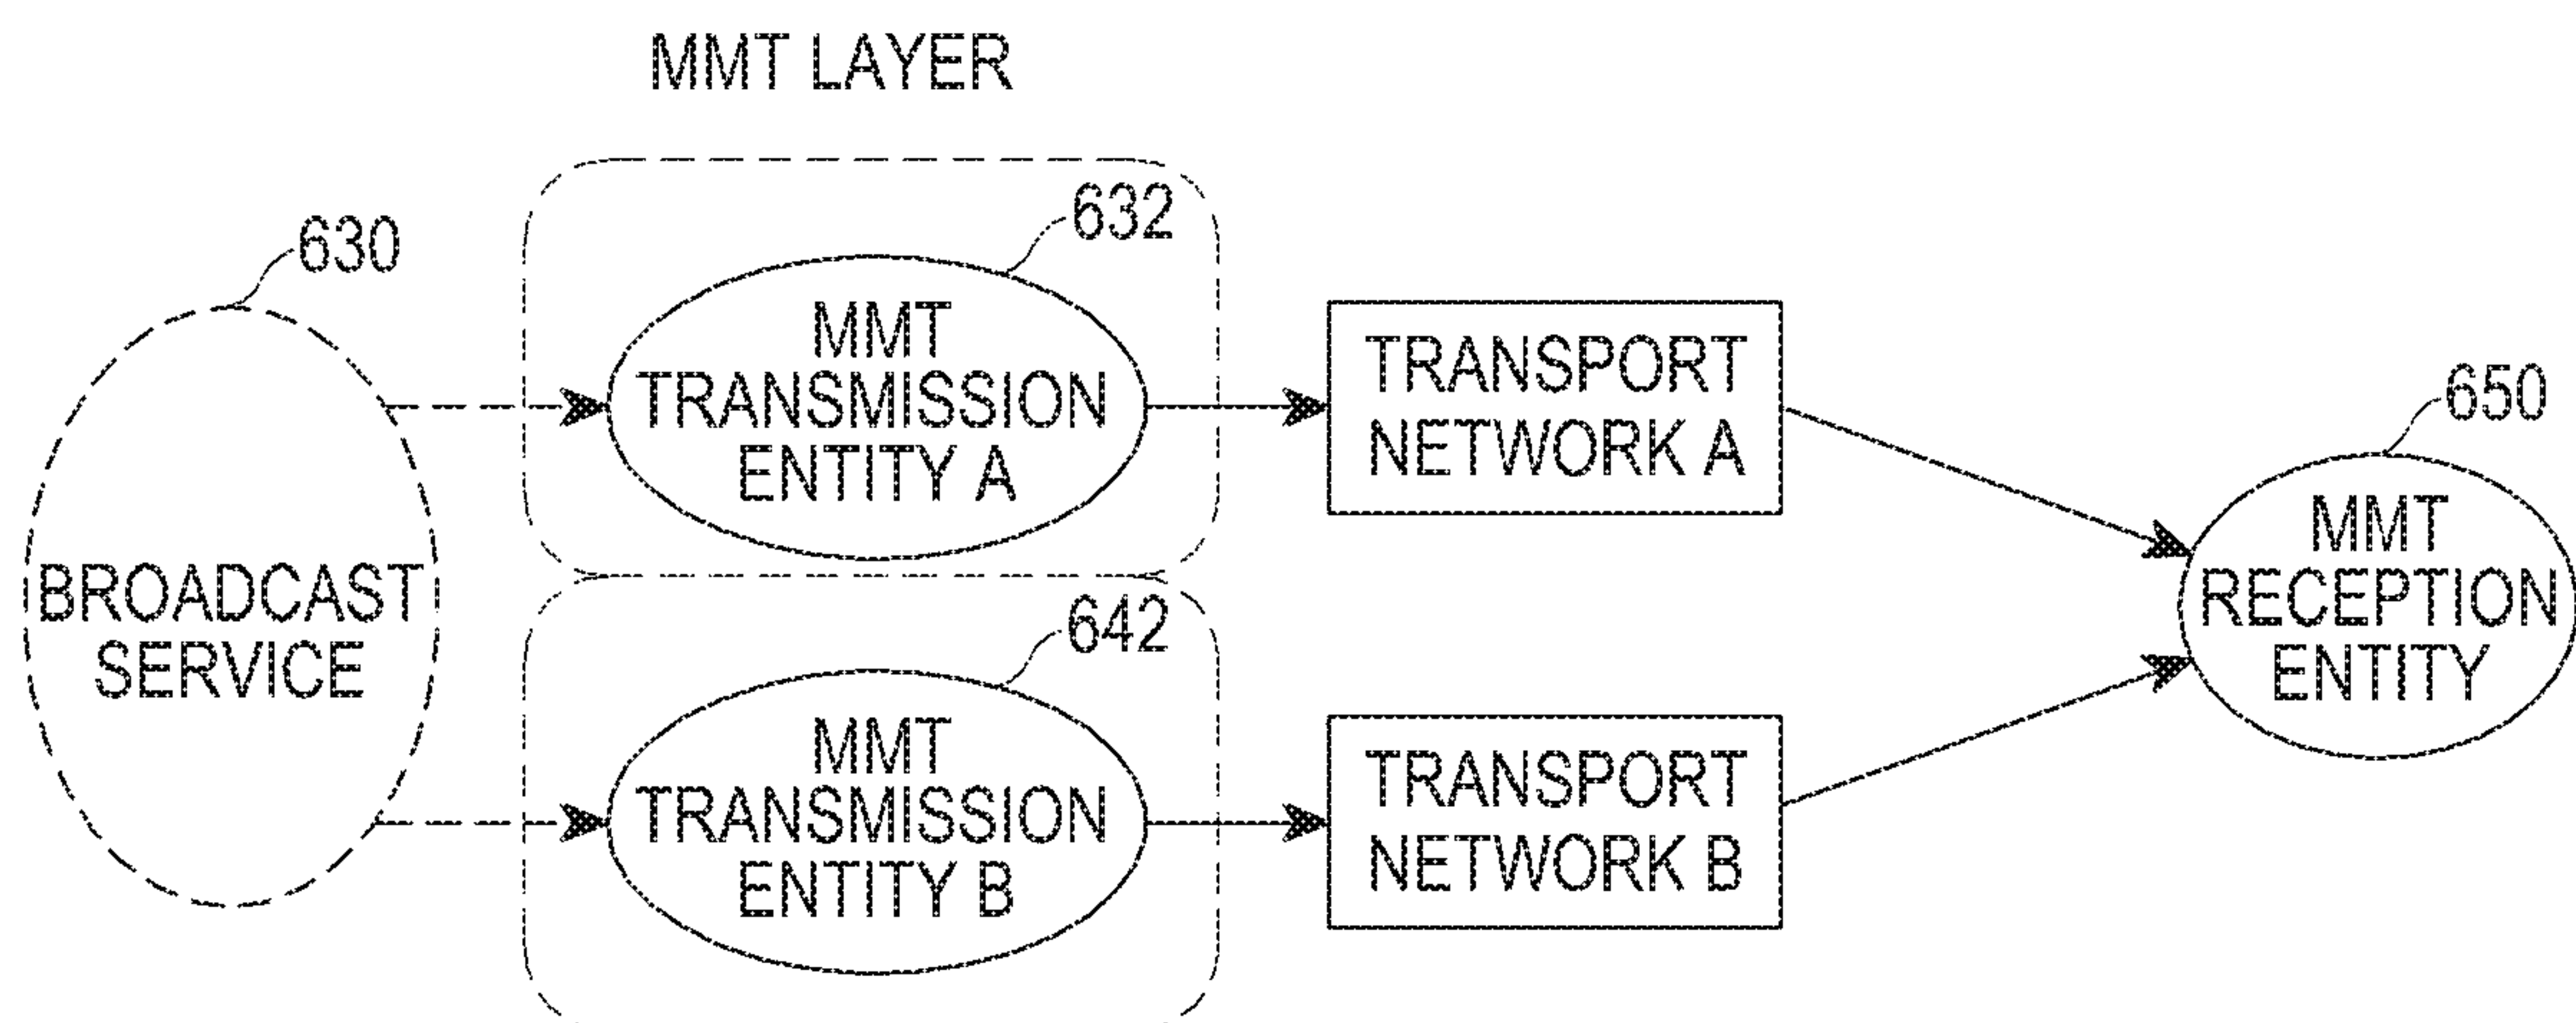 MMT LAYER
630
632
MMT
TRANSMISSION
ENTITY A
TRANSPORT
NETWORK A
650
BROADCAST
SERVICE
642
MMT
TRANSMISSION
ENTITY B
TRANSPORT
NETWORK B
MMT
RECEPTION
ENTITY